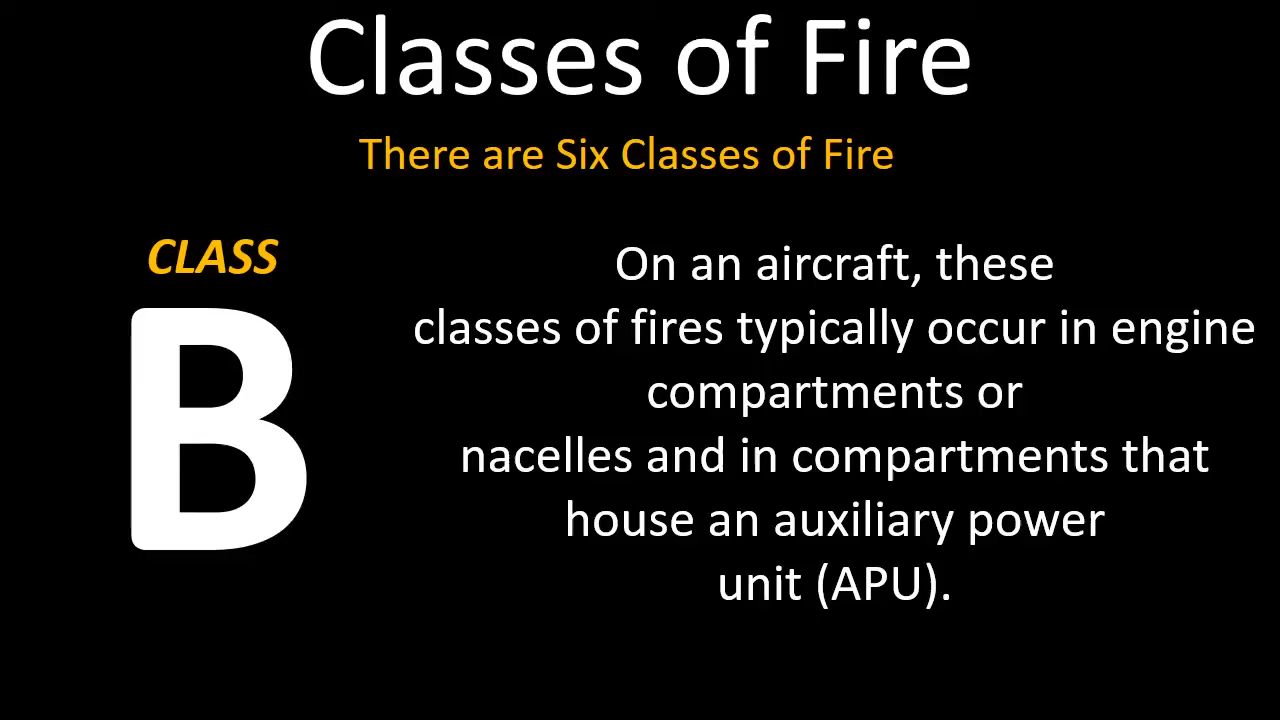 Classes of Fire
There are Six Classes of Fire
CLASS
B
On an aircraft, these
classes of fires typically occur in engine
compartments or
nacelles and in compartments that
house an auxiliary power
unit (APU).